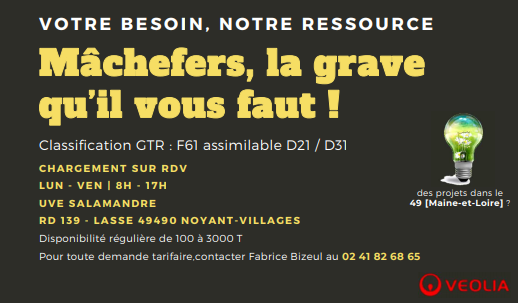 VOTRE BESOIN, NOTRE RESSOURCE
Mâchefers, la grave
qu'il vous faut !
Classification GTR : F61 assimilable D21 / D31
CHARGEMENT SUR RDV
LUN - VEN | 8H - 17H
UVE SALAMANDRE
RD 139 - LASSE 49490 NOYANT-VILLAGES
Disponibilité régulière de 100 à 3000 T
Pour toute demande tarifaire,contacter Fabrice Bizeul au 02 41 82 68 65
des projets dans le
49 [Maine-et-Loire] ?
VEOLIA